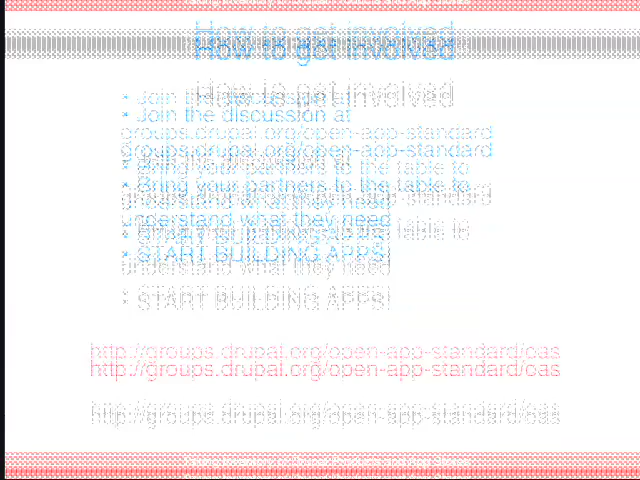 How to get involved
* Join the discussion at
groups.drupal.org/open-app-standard
* Bring your partners to the table to
understand what they need
* START BUILDING APPS!
http://groups.drupal.org/open-app-standard/oas